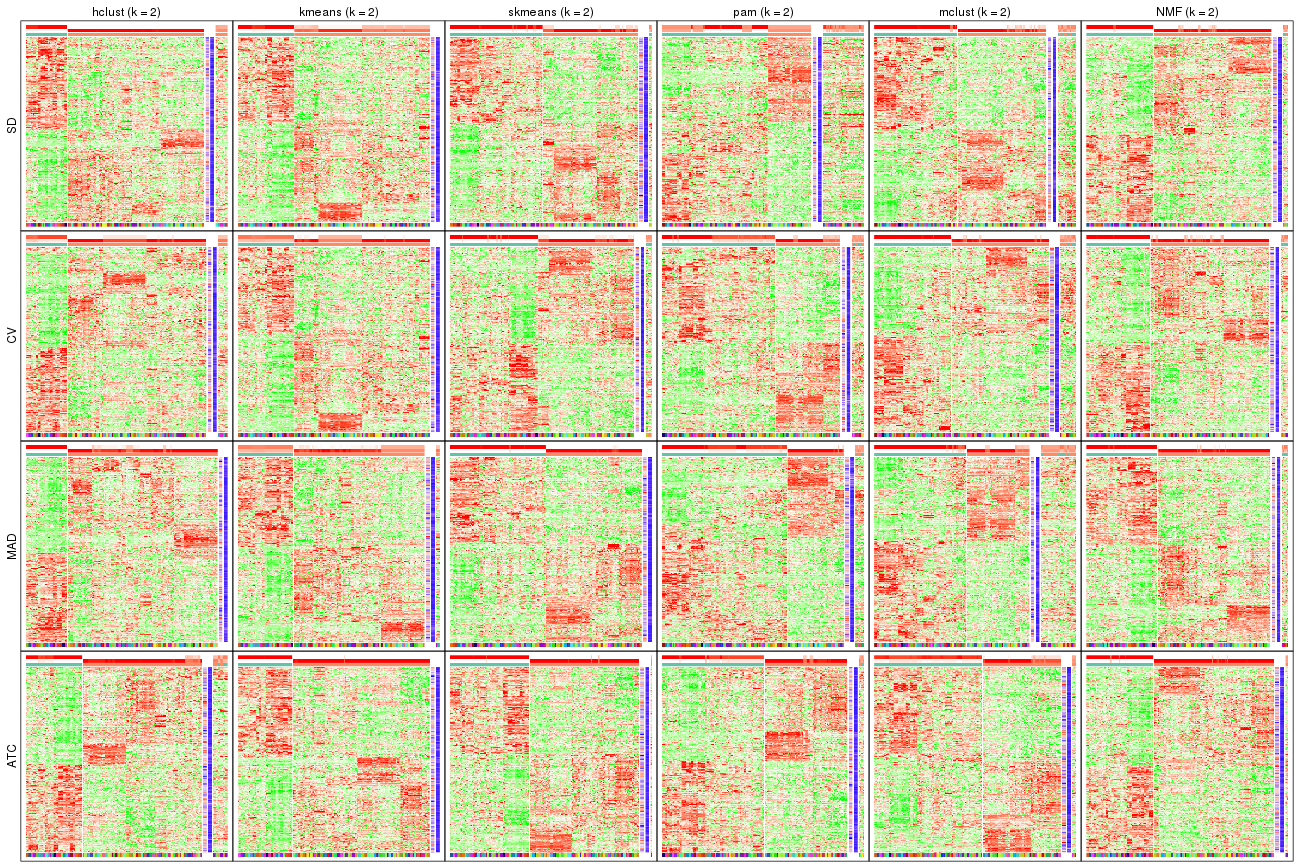 hclust (k = 2)
kmeans (k = 2)
skmeans (k = 2)
pam (k = 2)
mclust (k = 2)
NMF (k = 2)
SD
CV
MAD
ATC